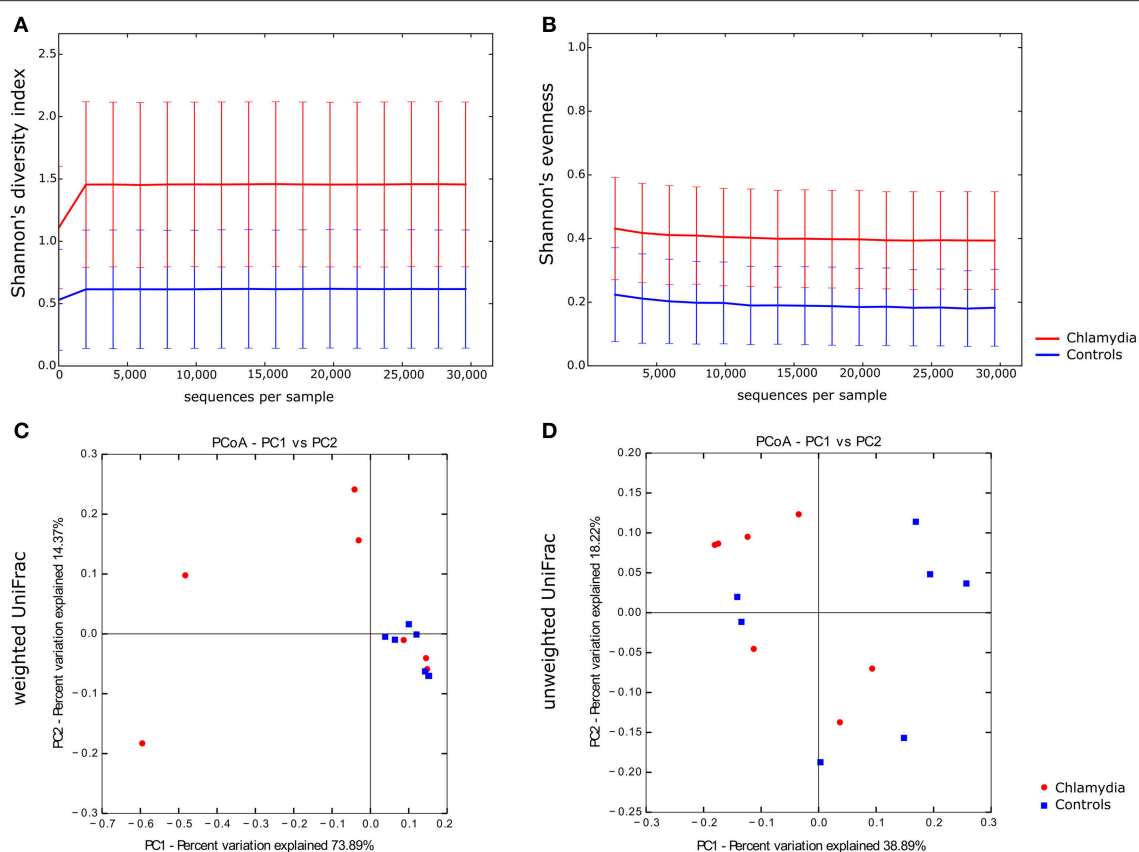 A
Shannon's diversity index
2.5
2.0
1.5
1.0
0.5
0.0
0 5,000 10,000 15,000 20,000 25,000 30,000
sequences per sample
B
Shannon's evenness
1.0
0.8
0.6
0.4
0.2
0.0
5,000 10,000 15,000 20,000 25,000 30,000
sequences per sample
Chlamydia
Controls
C
PCoA - PC1 vs PC2
weighted UniFrac
PC2 - Percent variation explained 14.37%
0.3
0.2
0.1
0.0
−0.1
−0.2
−0.3
−0.7 −0.6 −0.5 −0.4 −0.3 −0.2 −0.1 0.0 0.1 0.2
PC1 - Percent variation explained 73.89%
D
PCoA - PC1 vs PC2
unweighted UniFrac
PC2 - Percent variation explained 18.22%
0.20
0.15
0.10
0.05
0.00
−0.05
−0.10
−0.15
−0.20
−0.25
−0.3 −0.2 −0.1 0.0 0.1 0.2 0.3
PC1 - Percent variation explained 38.89%
Chlamydia
Controls